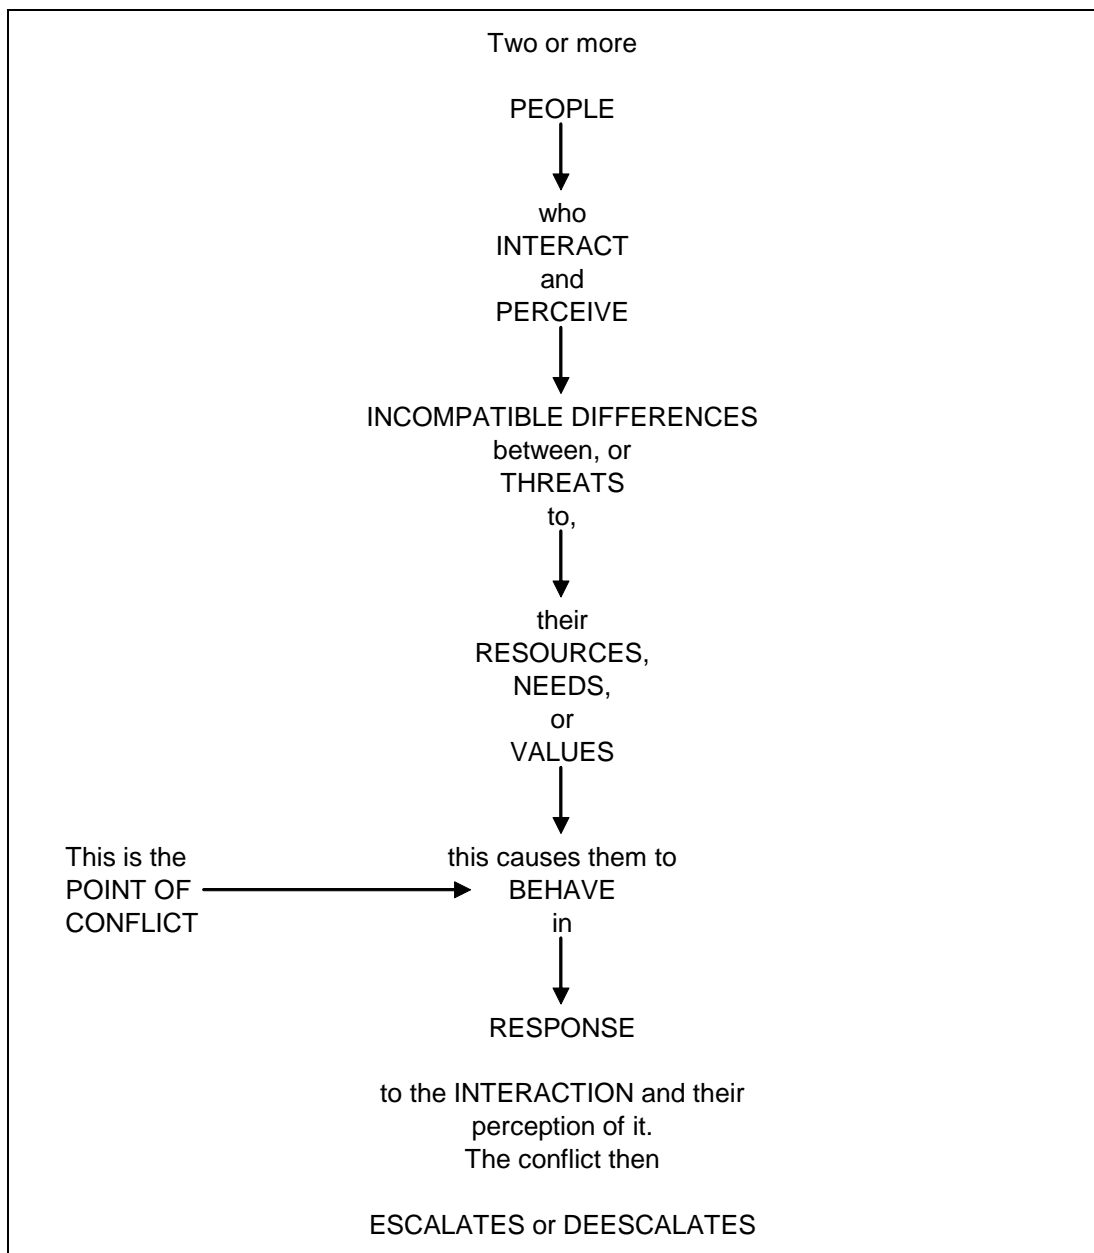 Two or more
PEOPLE
who
INTERACT
and
PERCEIVE
INCOMPATIBLE DIFFERENCES
between, or
THREATS
to,
their
RESOURCES,
NEEDS,
or
VALUES
This is the
POINT OF
CONFLICT
this causes them to
BEHAVE
in
RESPONSE
to the INTERACTION and their
perception of it.
The conflict then
ESCALATES or DEESCALATES